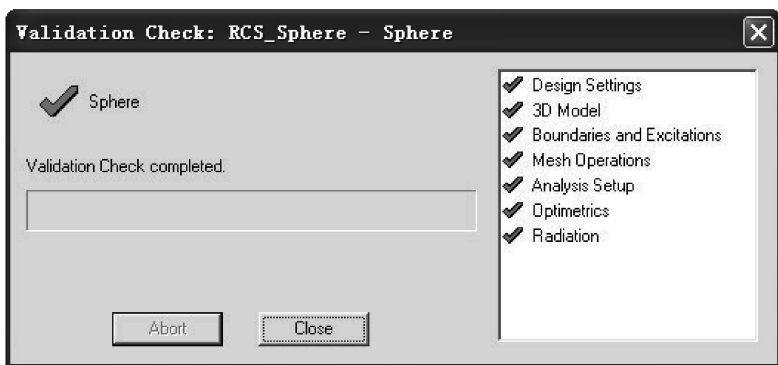 Validation Check: RCS_Sphere - Sphere
Sphere
Validation Check completed.
Abort
Close
Design Settings
3D Model
Boundaries and Excitations
Mesh Operations
Analysis Setup
Optimetrics
Radiation